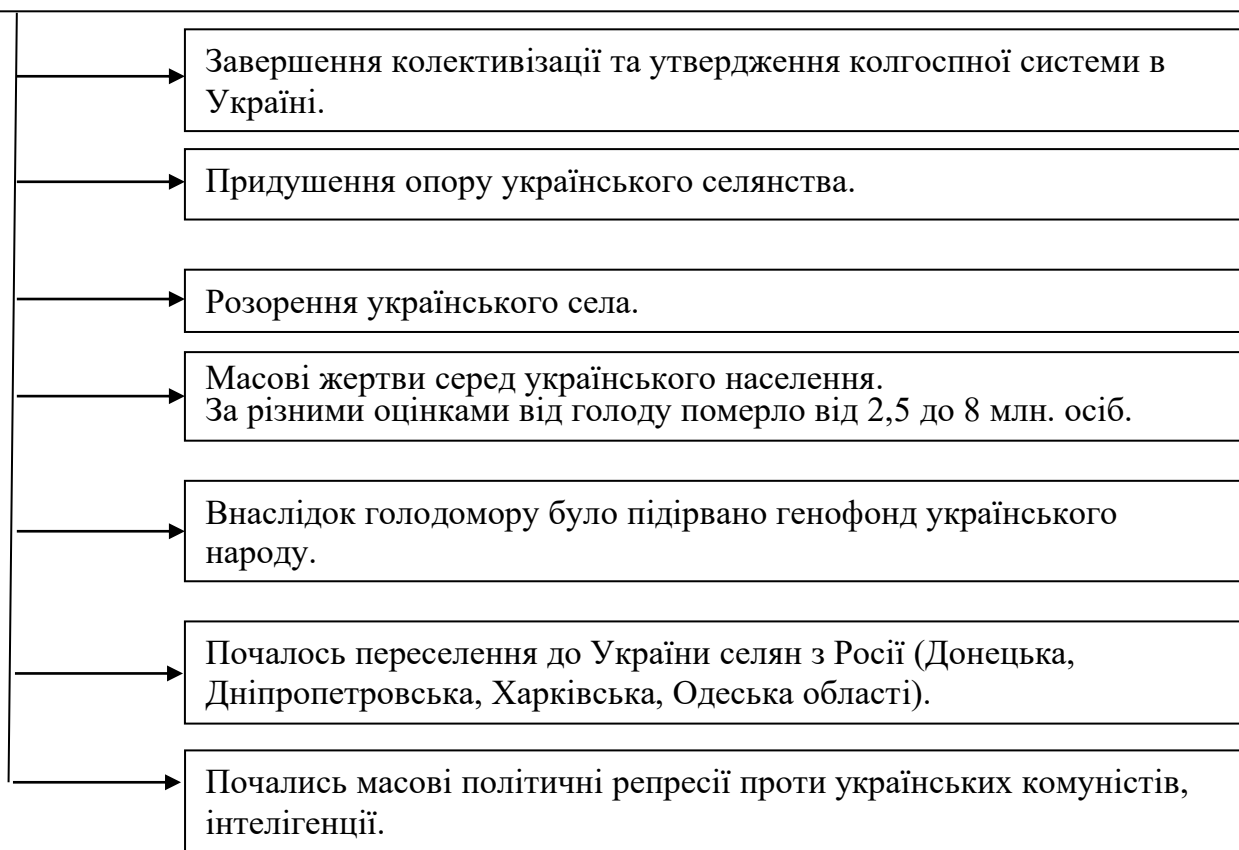 Завершення колективізації та утвердження колгоспної системи в
Україні.
Придушення опору українського селянства.
Розорення українського села.
Масові жертви серед українського населення.
За різними оцінками від голоду померло від 2,5 до 8 млн. осіб.
Внаслідок голодомору було підірвано генофонд українського
народу.
Почалось переселення до України селян з Росії (Донецька,
Дніпропетровська, Харківська, Одеська області).
Почались масові політичні репресії проти українських комуністів,
інтелігенції.